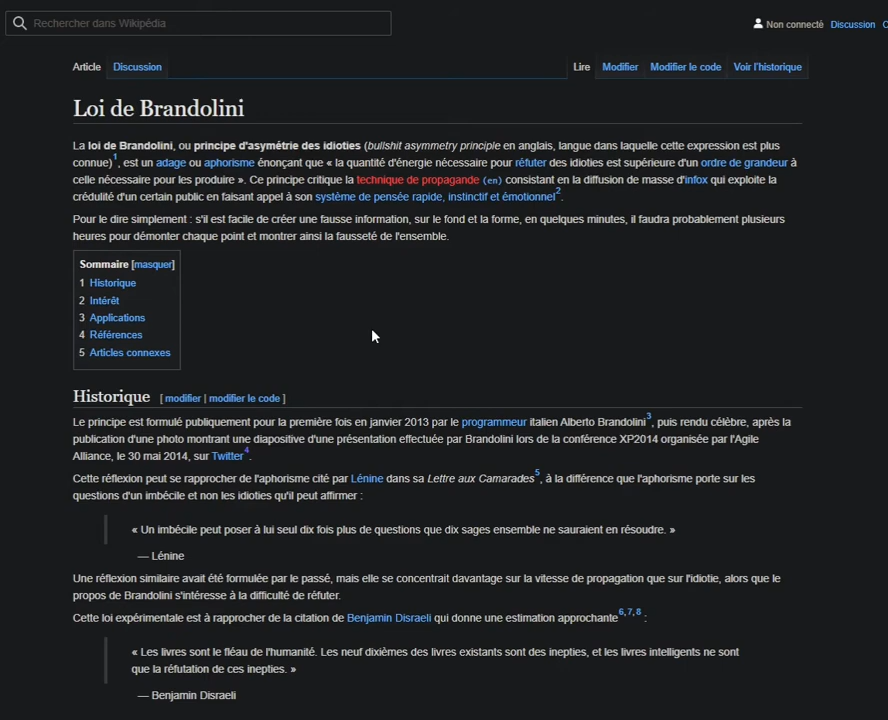 Rechercher dans Wikipédia
Non connecté Discussion
Article Discussion Lire Modifier Modifier le code Voir l'historique
Loi de Brandolini
La loi de Brandolini, ou principe d'asymétrie des idioties (bullshit asymmetry principle en anglais, langue dans laquelle cette expression est plus
connue)1, est un adage ou aphorisme énonçant que « la quantité d'énergie nécessaire pour réfuter des idioties est supérieure d'un ordre de grandeur à
celle nécessaire pour les produire ». Ce principe critique la technique de propagande (en) consistant en la diffusion de masse d'infox qui exploite la
crédulité d'un certain public en faisant appel à son système de pensée rapide, instinctif et émotionnel2.
Pour le dire simplement : s'il est facile de créer une fausse information, sur le fond et la forme, en quelques minutes, il faudra probablement plusieurs
heures pour démonter chaque point et montrer ainsi la fausseté de l'ensemble.
Sommaire [masquer]
1 Historique
2 Intérêt
3 Applications
4 Références
5 Articles connexes
Historique [ modifier | modifier le code ]
Le principe est formulé publiquement pour la première fois en janvier 2013 par le programmeur italien Alberto Brandolini3, puis rendu célèbre, après la
publication d'une photo montrant une diapositive d'une présentation effectuée par Brandolini lors de la conférence XP2014 organisée par l'Agile
Alliance, le 30 mai 2014, sur Twitter4.
Cette réflexion peut se rapprocher de l'aphorisme cité par Lénine dans sa Lettre aux Camarades5, à la différence que l'aphorisme porte sur les
questions d'un imbécile et non les idioties qu'il peut affirmer :
« Un imbécile peut poser à lui seul dix fois plus de questions que dix sages ensemble ne sauraient en résoudre. »
— Lénine
Une réflexion similaire avait été formulée par le passé, mais elle se concentrait davantage sur la vitesse de propagation que sur l'idiotie, alors que le
propos de Brandolini s'intéresse à la difficulté de réfuter.
Cette loi expérimentale est à rapprocher de la citation de Benjamin Disraeli qui donne une estimation approchante6,7,8 :
« Les livres sont le fléau de l'humanité. Les neuf dixièmes des livres existants sont des inepties, et les livres intelligents ne sont
que la réfutation de ces inepties. »
— Benjamin Disraeli